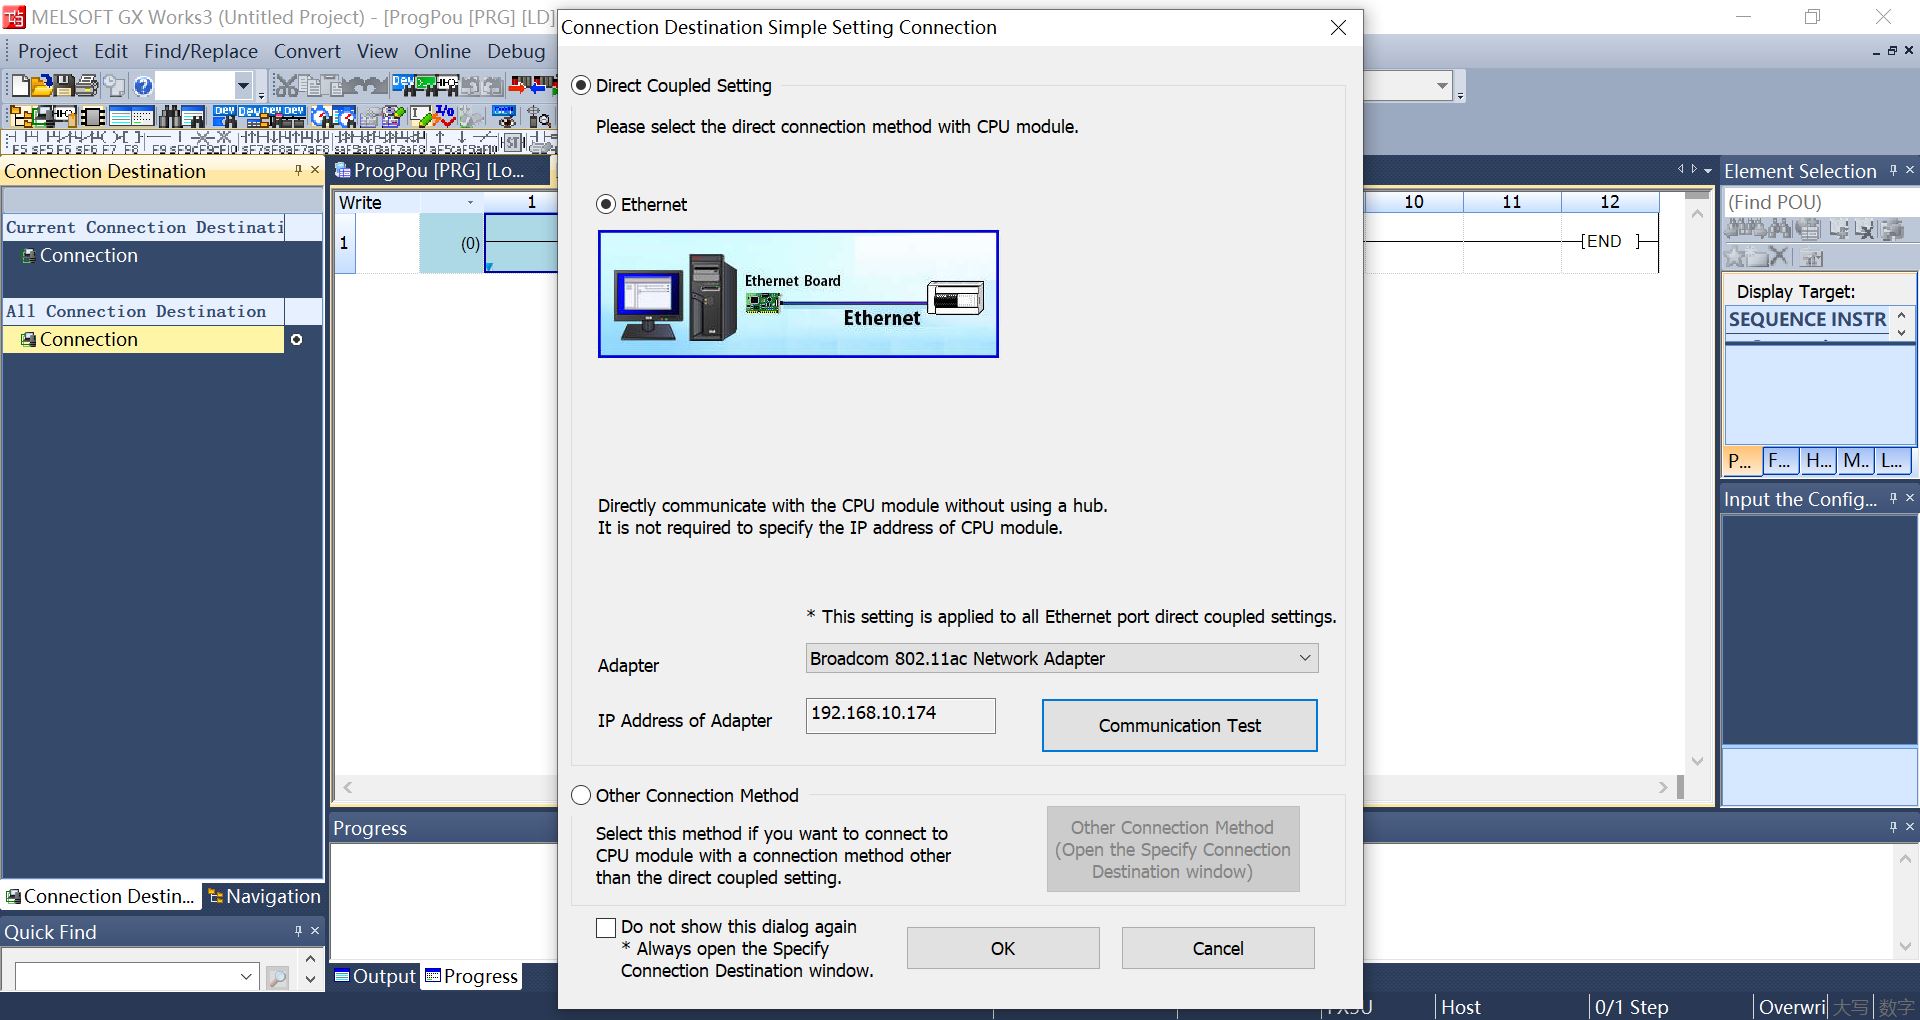 MELSOFT GX Works3 (Untitled Project) - [ProgPou [PRG] [LD]
Project Edit Find/Replace Convert View Online Debug
Connection Destination
Current Connection Destinati
Connection
All Connection Destination
Connection
Connection Destin... Navigation
Quick Find
ProgPou [PRG] [Lo...
Write 1 10 11 12
1 (0) [END ]
Progress
Output Progress
Connection Destination Simple Setting Connection
Direct Coupled Setting
Please select the direct connection method with CPU module.
Ethernet
Ethernet Board
Ethernet
Directly communicate with the CPU module without using a hub.
It is not required to specify the IP address of CPU module.
* This setting is applied to all Ethernet port direct coupled settings.
Adapter Broadcom 802.11ac Network Adapter
IP Address of Adapter 192.168.10.174 Communication Test
Other Connection Method
Select this method if you want to connect to
CPU module with a connection method other
than the direct coupled setting.
Other Connection Method
(Open the Specify Connection
Destination window)
Do not show this dialog again
* Always open the Specify
Connection Destination window.
OK Cancel
Element Selection
(Find POU)
Display Target:
SEQUENCE INSTR
P... F... H... M.. L...
Input the Config...
Host 0/1 Step Overwri 大写 数字